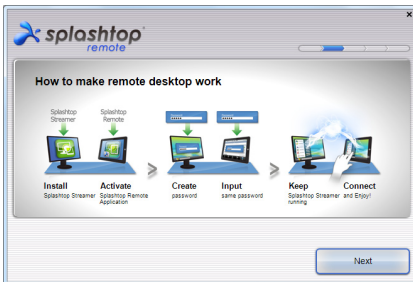 splashtop
remote
How to make remote desktop work
Splashtop Streamer
Splashtop Remote
Install
Splashtop Streamer
Activate
Splashtop Remote Application
Create
password
Input
same password
Keep
Splashtop Streamer running
Connect
and Enjoy!
Next